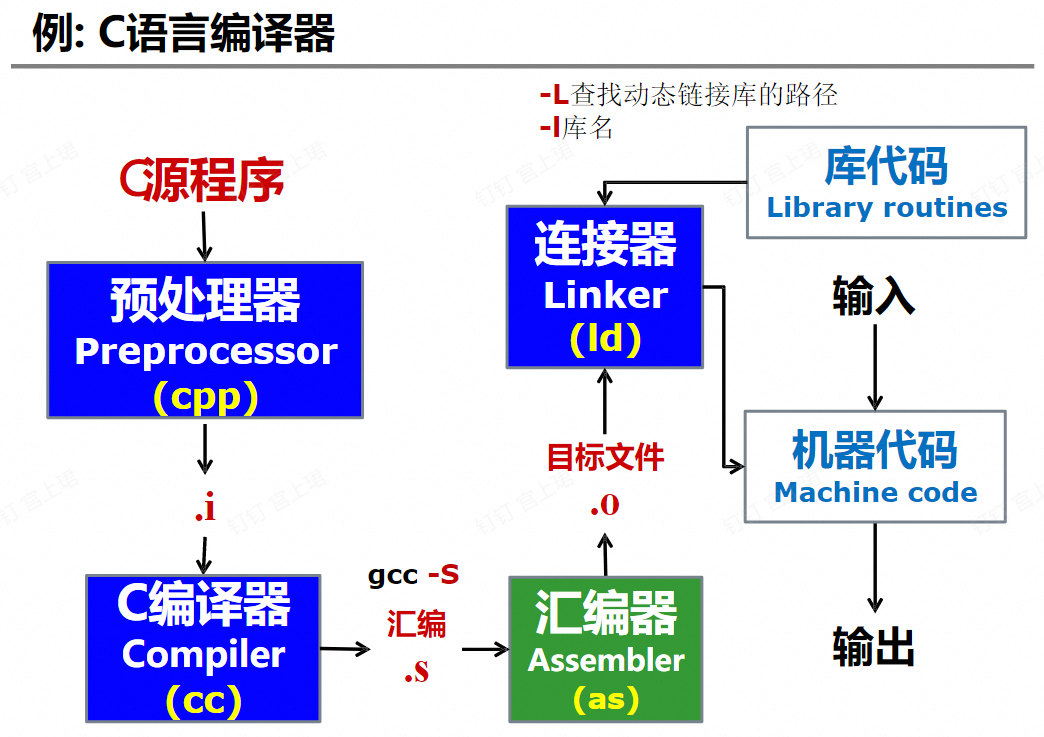 例: C语言编译器
-L查找动态链接库的路径
-l库名
C源程序
预处理器
Preprocessor
(cpp)
.i
C编译器
Compiler
(cc)
gcc -S
汇编
.s
汇编器
Assembler
(as)
目标文件
.o
连接器
Linker
(ld)
库代码
Library routines
输入
机器代码
Machine code
输出